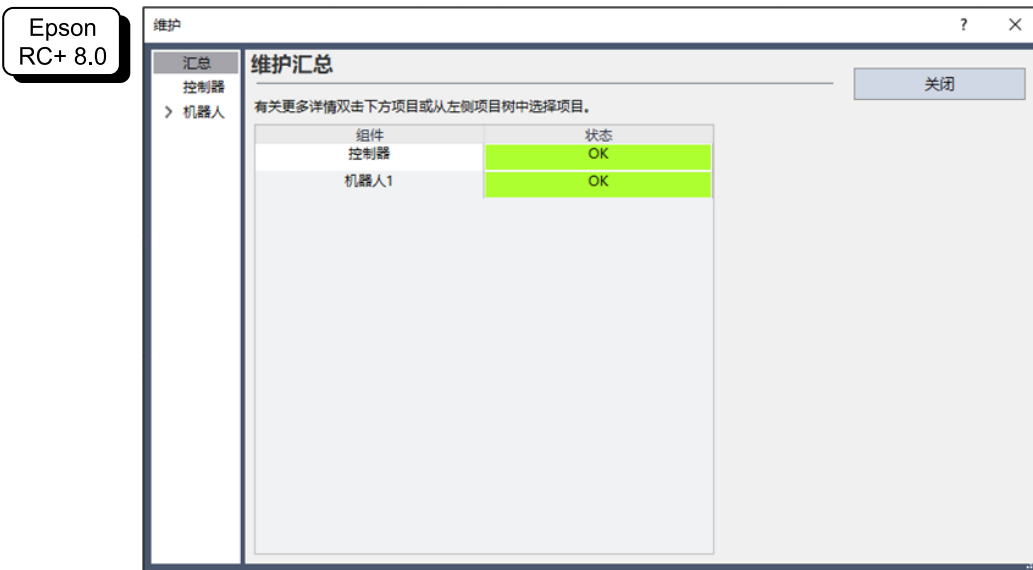 Epson
RC+ 8.0
维护
? ×
汇总
控制器
> 机器人
维护汇总
关闭
有关更多详情双击下方项目或从左侧项目树中选择项目。
组件 状态
控制器 OK
机器人1 OK